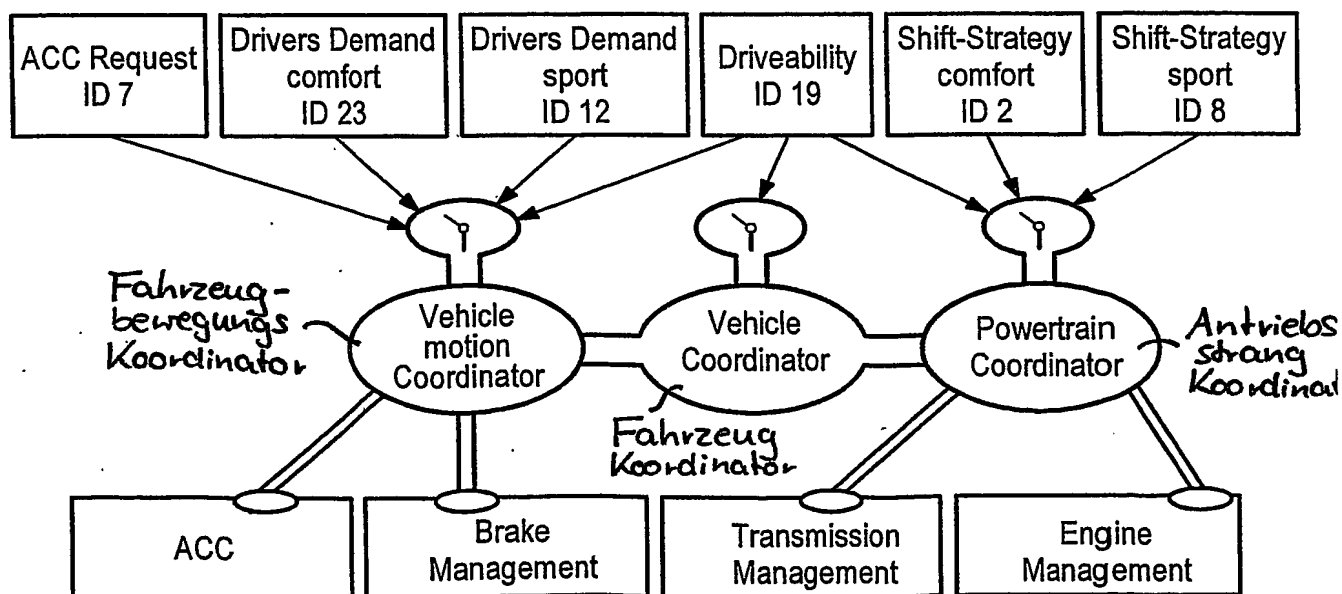 ACC Request
ID 7
Drivers Demand
comfort
ID 23
Drivers Demand
sport
ID 12
Driveability
ID 19
Shift-Strategy
comfort
ID 2
Shift-Strategy
sport
ID 8
Fahrzeug-
bewegungs
Koordinator
Vehicle
motion
Coordinator
Vehicle
Coordinator
Fahrzeug
Koordinator
Powertrain
Coordinator
Antriebs
strang
Koordinat
ACC
Brake
Management
Transmission
Management
Engine
Management